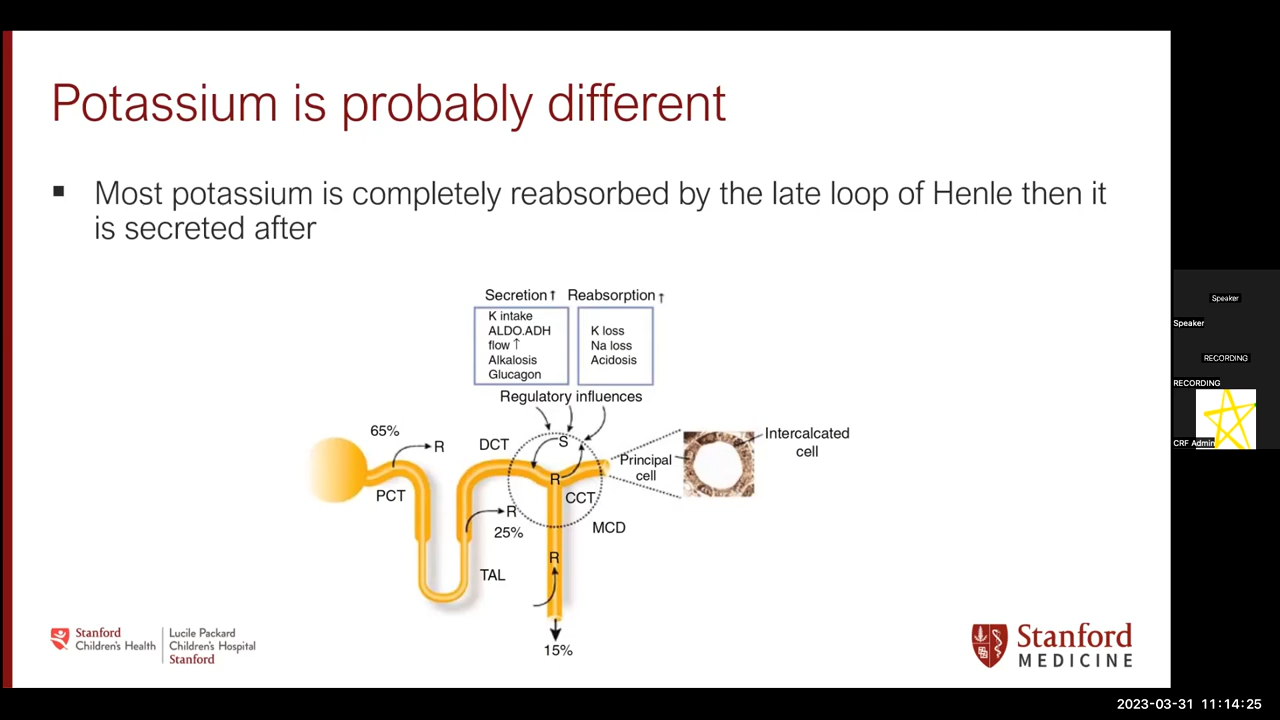 Potassium is probably different
▪ Most potassium is completely reabsorbed by the late loop of Henle then it
is secreted after
Secretion↑ Reabsorption↑
K intake
ALDO.ADH
flow ↑
Alkalosis
Glucagon
K loss
Na loss
Acidosis
Regulatory influences
65%
R
PCT
DCT
S
R
CCT
R
25%
TAL
MCD
R
15%
Principal
cell
Intercalcated
cell
Stanford
Children's Health
Lucile Packard
Children's Hospital
Stanford
Stanford
MEDICINE
Speaker
Speaker
RECORDING
RECORDING
CRF Admin
2023-03-31 11:14:25